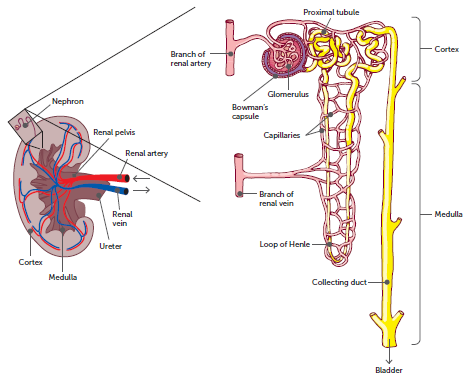 Nephron
Renal pelvis
Renal artery
Renal
vein
Ureter
Cortex
Medulla
Proximal tubule
Branch of
renal artery
Glomerulus
Bowman's
capsule
Capillaries
Branch of
renal vein
Loop of Henle
Collecting duct
Bladder
Cortex
Medulla